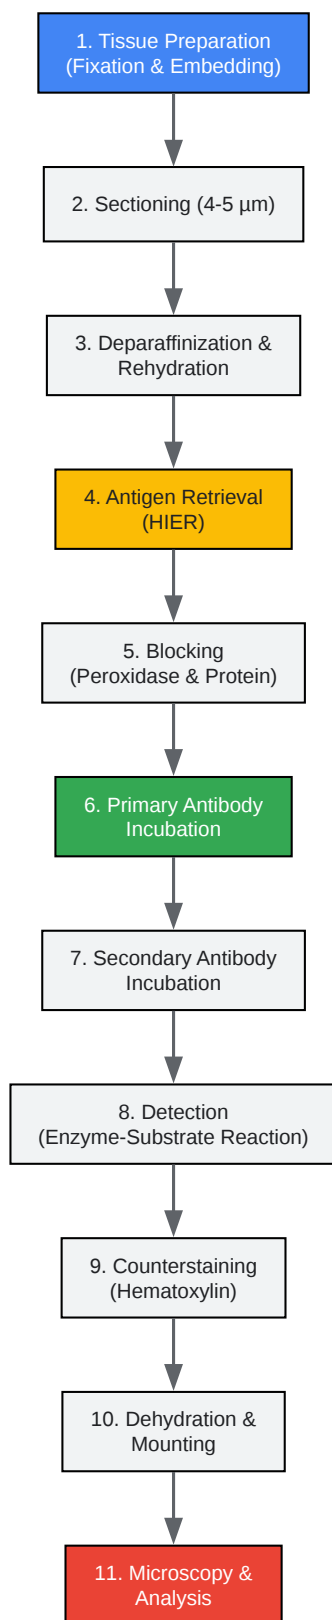 1. Tissue Preparation
(Fixation & Embedding)
2. Sectioning (4-5 µm)
3. Deparaffinization &
Rehydration
4. Antigen Retrieval
(HIER)
5. Blocking
(Peroxidase & Protein)
6. Primary Antibody
Incubation
7. Secondary Antibody
Incubation
8. Detection
(Enzyme-Substrate Reaction)
9. Counterstaining
(Hematoxylin)
10. Dehydration &
Mounting
11. Microscopy &
Analysis